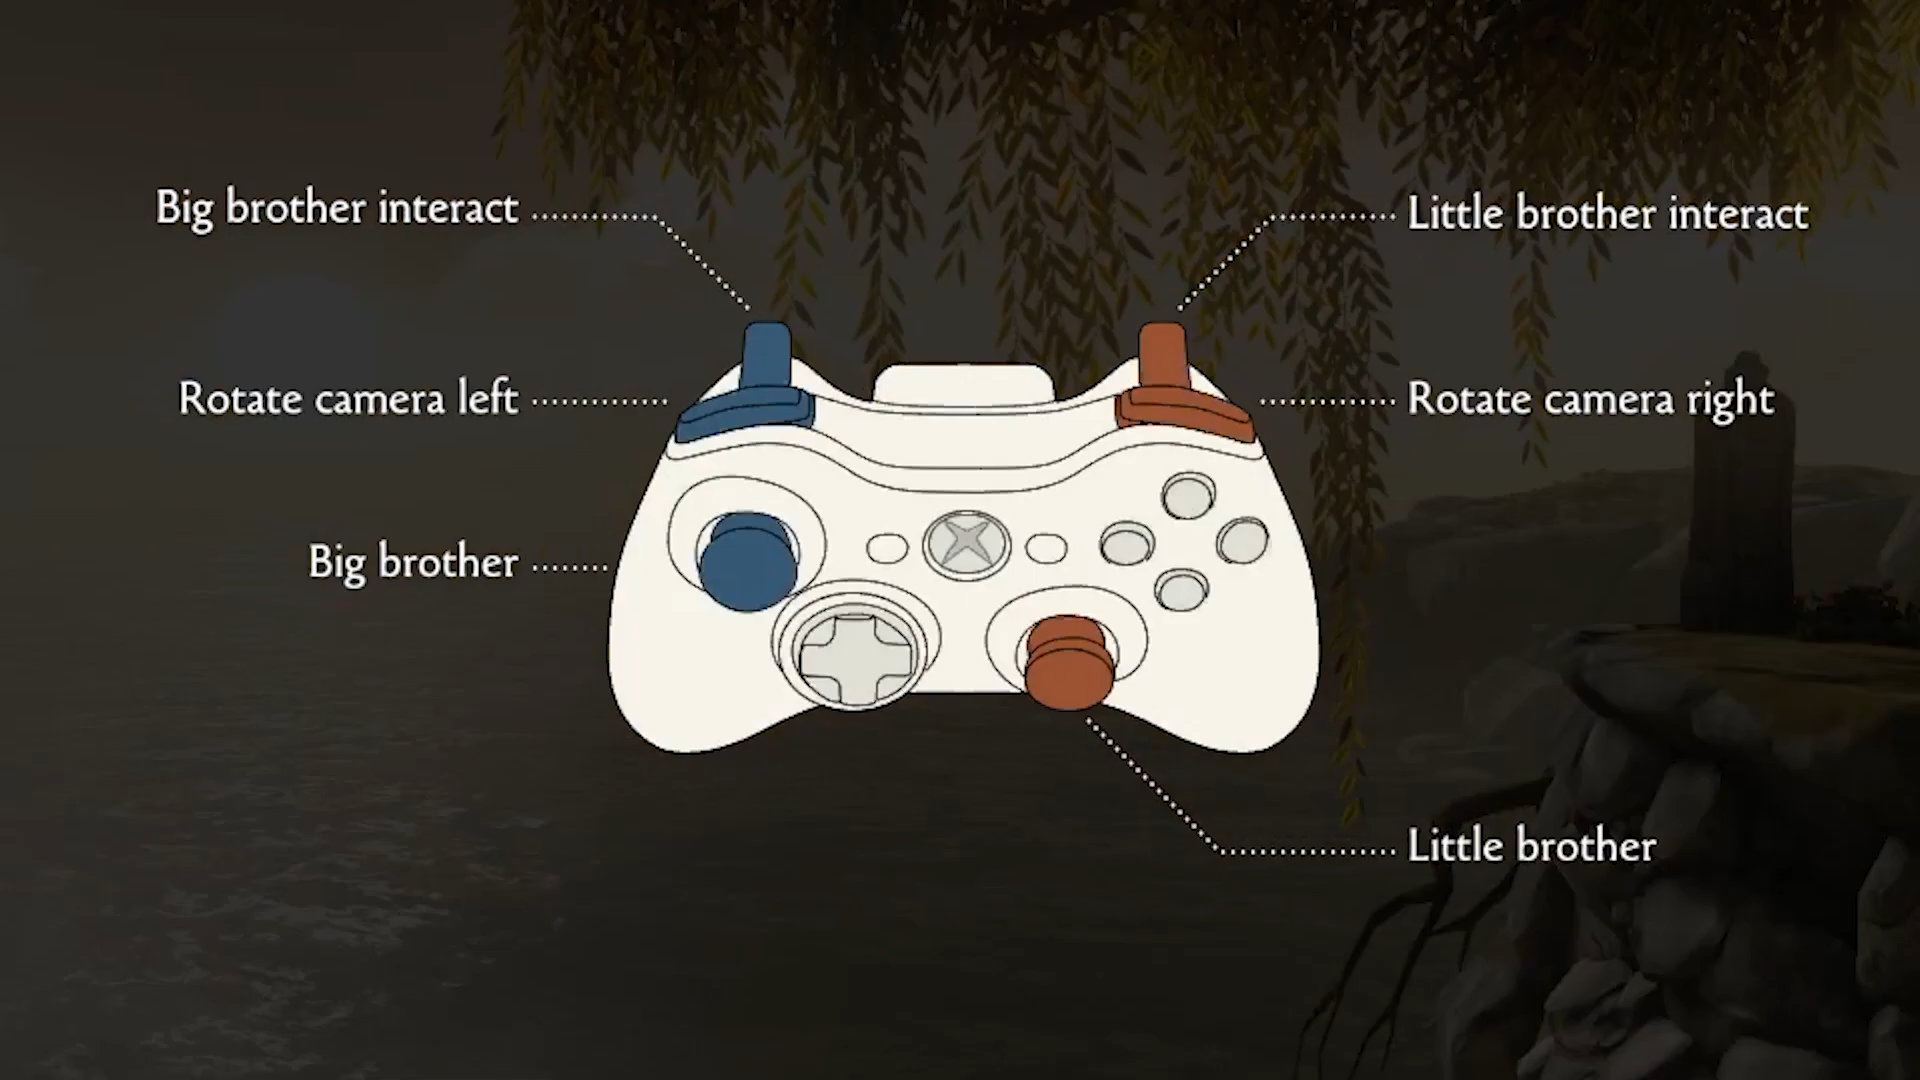 Big brother interact
Little brother interact
Rotate camera left
Rotate camera right
Big brother
Little brother